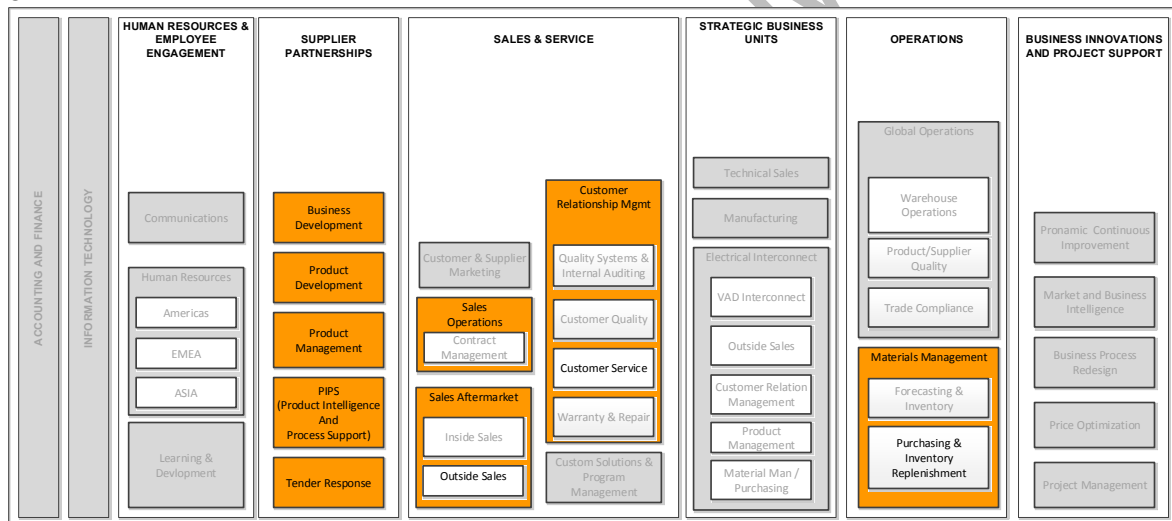 ACCOUNTING AND FINANCE
INFORMATION TECHNOLOGY
HUMAN RESOURCES &
EMPLOYEE
ENGAGEMENT
Communications
Human Resources
Americas
EMEA
ASIA
Learning &
Devlopment
SUPPLIER
PARTNERSHIPS
Business
Development
Product
Development
Product
Management
PIPS
(Product Intelligence
And
Process Support)
Tender Response
SALES & SERVICE
Customer & Supplier
Marketing
Sales
Operations
Contract
Management
Sales Aftermarket
Inside Sales
Outside Sales
Customer
Relationship Mgmt
Quality Systems &
Internal Auditing
Customer Quality
Customer Service
Warranty & Repair
Custom Solutions &
Program
Management
STRATEGIC BUSINESS
UNITS
Technical Sales
Manufacturing
Electrical Interconnect
VAD Interconnect
Outside Sales
Customer Relation
Management
Product
Management
Material Man /
Purchasing
OPERATIONS
Global Operations
Warehouse
Operations
Product/Supplier
Quality
Trade Compliance
Materials Management
Forecasting &
Inventory
Purchasing &
Inventory
Replenishment
BUSINESS INNOVATIONS
AND PROJECT SUPPORT
Pronamic Continuous
Improvement
Market and Business
Intelligence
Business Process
Redesign
Price Optimization
Project Management